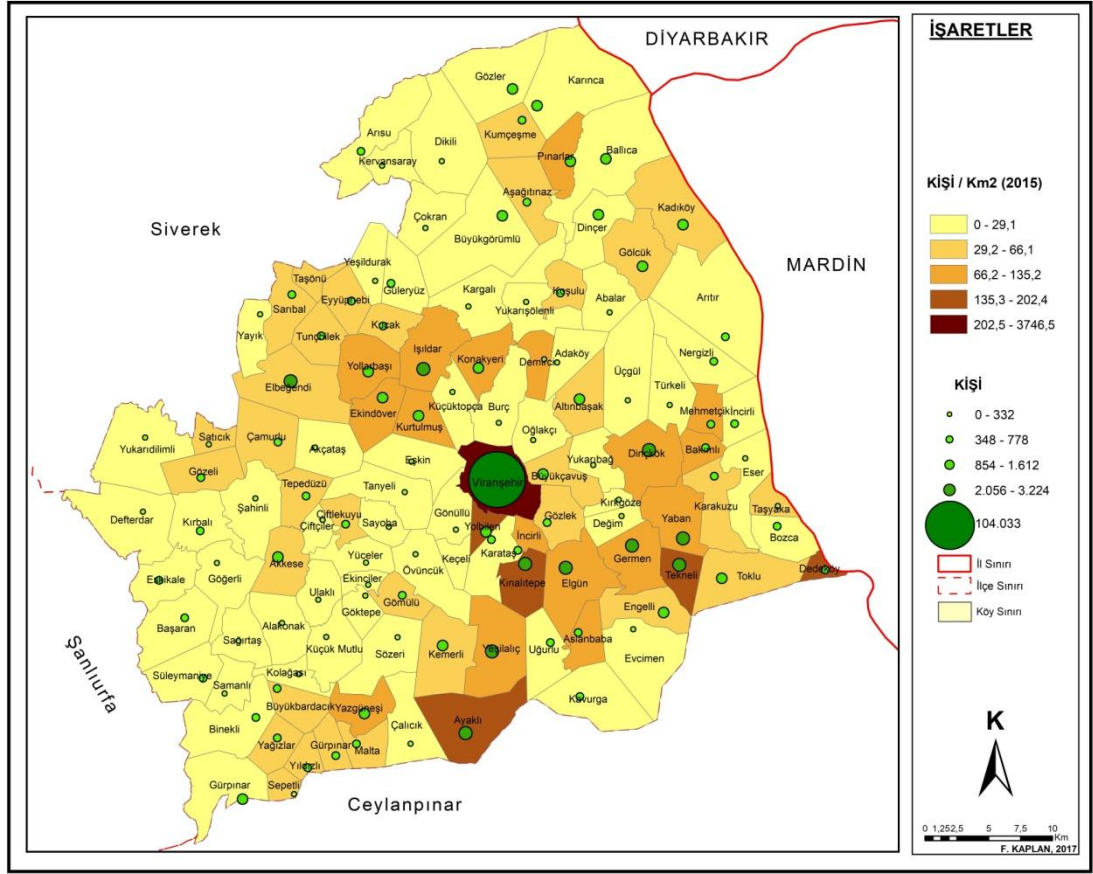 DİYARBAKIR
Gözler
Karınca
Arısu
Kumçeşme
Dikili
Kervansaray
Pınarlar
Ballıca
Aşağıtınaz
Kadıköy
Çokran
Siverek
Büyükgörümlü
Dinçer
Gölcük
MARDİN
Yeşildurak
Taşönü
Güleryüz
Eyyüpnebi
Kargalı
Koşulu
Abalar
Arıtır
Sarıbal
Yukarışölenli
Yayık
Kocak
Tunçbilek
Işıldar
Nergizli
Adaköy
Konakyeri
Demirci
Yollarbaşı
Üçgül
Elbeğendi
Türkeli
Küçüktopça
Burç
Altınbaşak
Ekindöver
Mehmetçik
İncirli
Kurtulmuş
Oğlakçı
Satıcık
Çamurlu
Yukarıdilimli
Akçataş
Bakımlı
Dinçkök
Eskin
Yukarıbağ
Eser
Gözeli
Büyükçavuş
Viranşehir
Tanyeli
Tepedüzü
Kırkgöze
Karakuzu
Şahinli
Gönüllü
Taşyaka
Defterdar
Çiftlekuyu
Gözlek
Değim
Yaban
Kırbalı
Çiftçiler
Sayoba
Yolbilen
Bozca
İncirli
Karataş
Germen
Yüceler
Övüncük
Keçeli
Akkese
Göğerli
Ekinciler
Kınalıtepe
Elgün
Tekneli
Toklu
Dedeköy
Eskikale
Ulaklı
Gömülü
Göktepe
Engelli
Başaran
Alakonak
Sağırtaş
Küçük Mutlu
Sözeri
Kemerli
Yeşilalıç
Uğurlu
Aslanbaba
Evcimen
Şanlıurfa
Süleymaniye
Kolağası
Samanlı
Kavurga
Büyükbardacık
Yazgüneşi
Binekli
Çalıcık
Ayaklı
Yağızlar
Gürpınar
Malta
Yıldızlı
Gürpınar
Sepetli
Ceylanpınar
İŞARETLER
KİŞİ / Km2 (2015)
0 - 29,1
29,2 - 66,1
66,2 - 135,2
135,3 - 202,4
202,5 - 3746,5
KİŞİ
0 - 332
348 - 778
854 - 1.612
2.056 - 3.224
104.033
İl Sınırı
İlçe Sınırı
Köy Sınırı
K
0 1,252,5 5 7,5 10
Km
F. KAPLAN, 2017